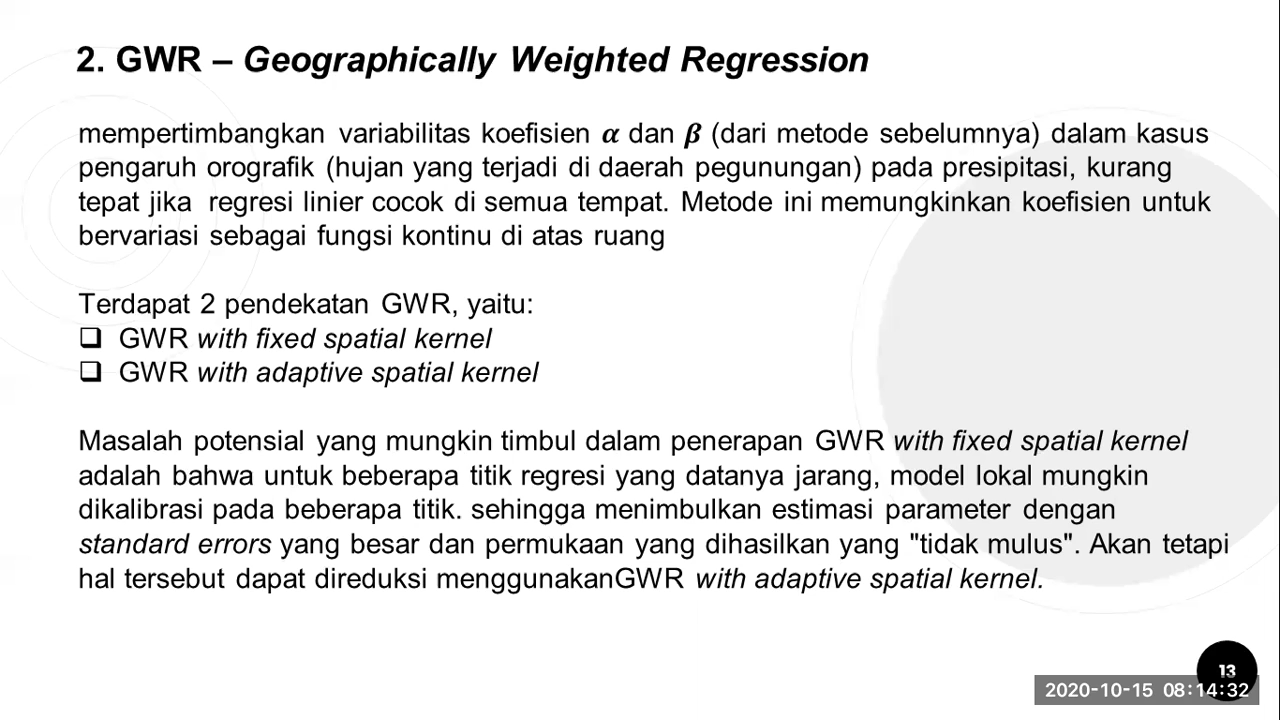 2. GWR – Geographically Weighted Regression
mempertimbangkan variabilitas koefisien α dan β (dari metode sebelumnya) dalam kasus
pengaruh orografik (hujan yang terjadi di daerah pegunungan) pada presipitasi, kurang
tepat jika regresi linier cocok di semua tempat. Metode ini memungkinkan koefisien untuk
bervariasi sebagai fungsi kontinu di atas ruang
Terdapat 2 pendekatan GWR, yaitu:
❑ GWR with fixed spatial kernel
❑ GWR with adaptive spatial kernel
Masalah potensial yang mungkin timbul dalam penerapan GWR with fixed spatial kernel
adalah bahwa untuk beberapa titik regresi yang datanya jarang, model lokal mungkin
dikalibrasi pada beberapa titik. sehingga menimbulkan estimasi parameter dengan
standard errors yang besar dan permukaan yang dihasilkan yang "tidak mulus". Akan tetapi
hal tersebut dapat direduksi menggunakanGWR with adaptive spatial kernel.
13
2020-10-15 08:14:32